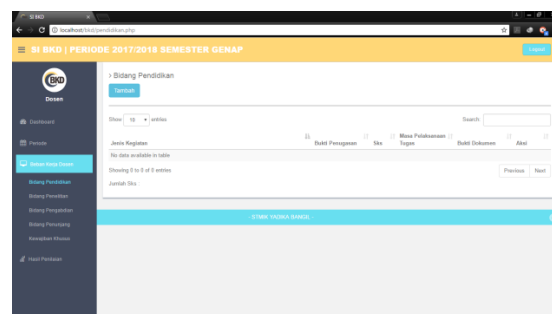 SI BKD
localhost/bkd/pendidikan.php
SI BKD | PERIODE 2017/2018 SEMESTER GENAP
Logout
BKD
Dosen
Dashboard
Periode
Beban Kerja Dosen
Bidang Pendidikan
Bidang Penelitian
Bidang Pengabdian
Bidang Penunjang
Kewajiban Khusus
Hasil Penilaian
> Bidang Pendidikan
Tambah
Show 10 entries
Search:
Jenis Kegiatan Bukti Penugasan Sks Masa Pelaksanaan Tugas Bukti Dokumen Aksi
No data available in table
Showing 0 to 0 of 0 entries
Previous Next
Jumlah Sks :
- STMIK YADIKA BANGIL -